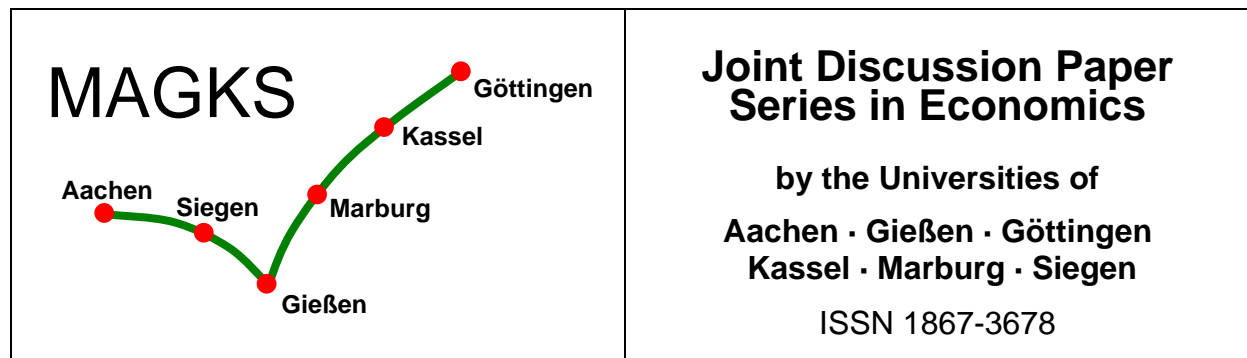 MAGKS
Göttingen
Kassel
Marburg
Aachen
Siegen
Gießen
Joint Discussion Paper
Series in Economics
by the Universities of
Aachen · Gießen · Göttingen
Kassel · Marburg · Siegen
ISSN 1867-3678